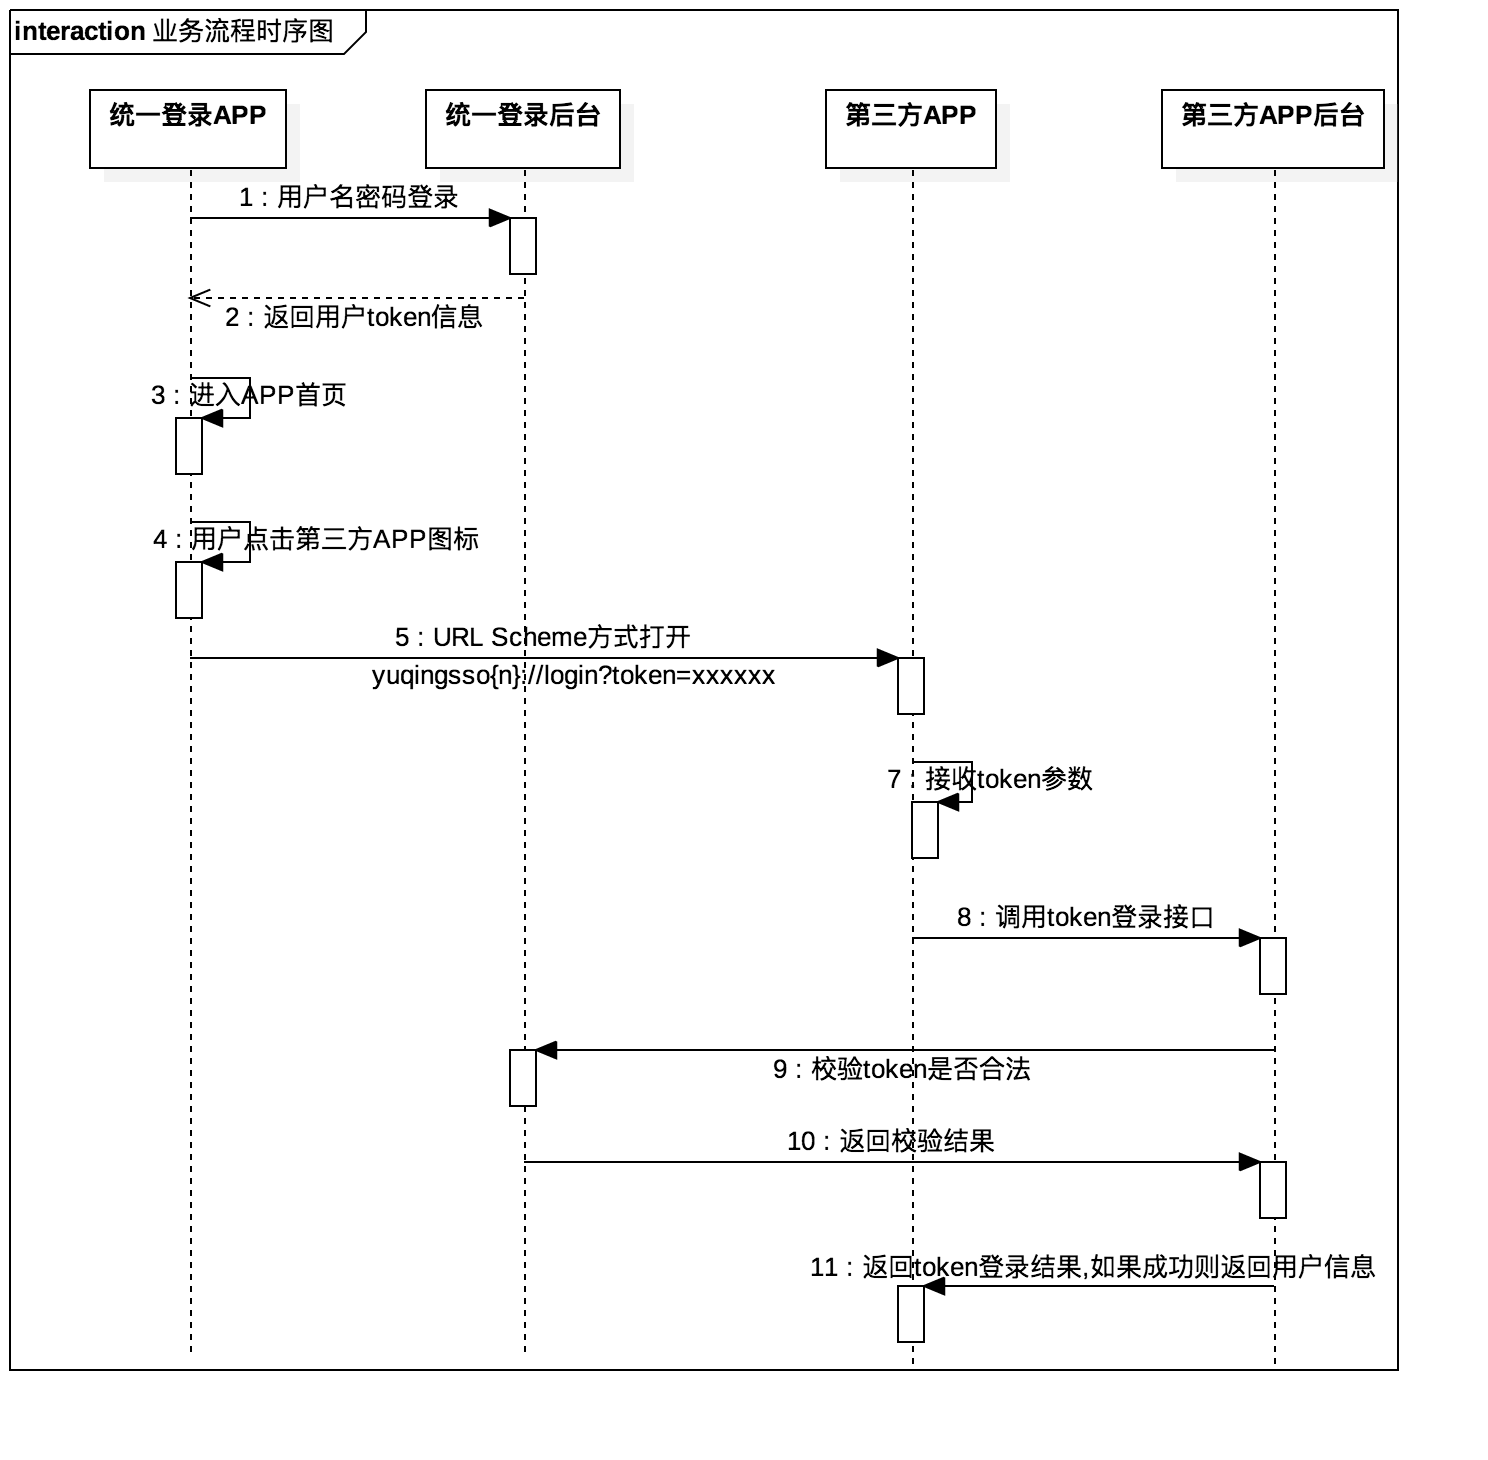 interaction 业务流程时序图
统一登录APP
统一登录后台
第三方APP
第三方APP后台
1 : 用户名密码登录
2 : 返回用户token信息
3 : 进入APP首页
4 : 用户点击第三方APP图标
5 : URL Scheme方式打开
yuqingsso{n}://login?token=xxxxxx
7 : 接收token参数
8 : 调用token登录接口
9 : 校验token是否合法
10 : 返回校验结果
11 : 返回token登录结果,如果成功则返回用户信息